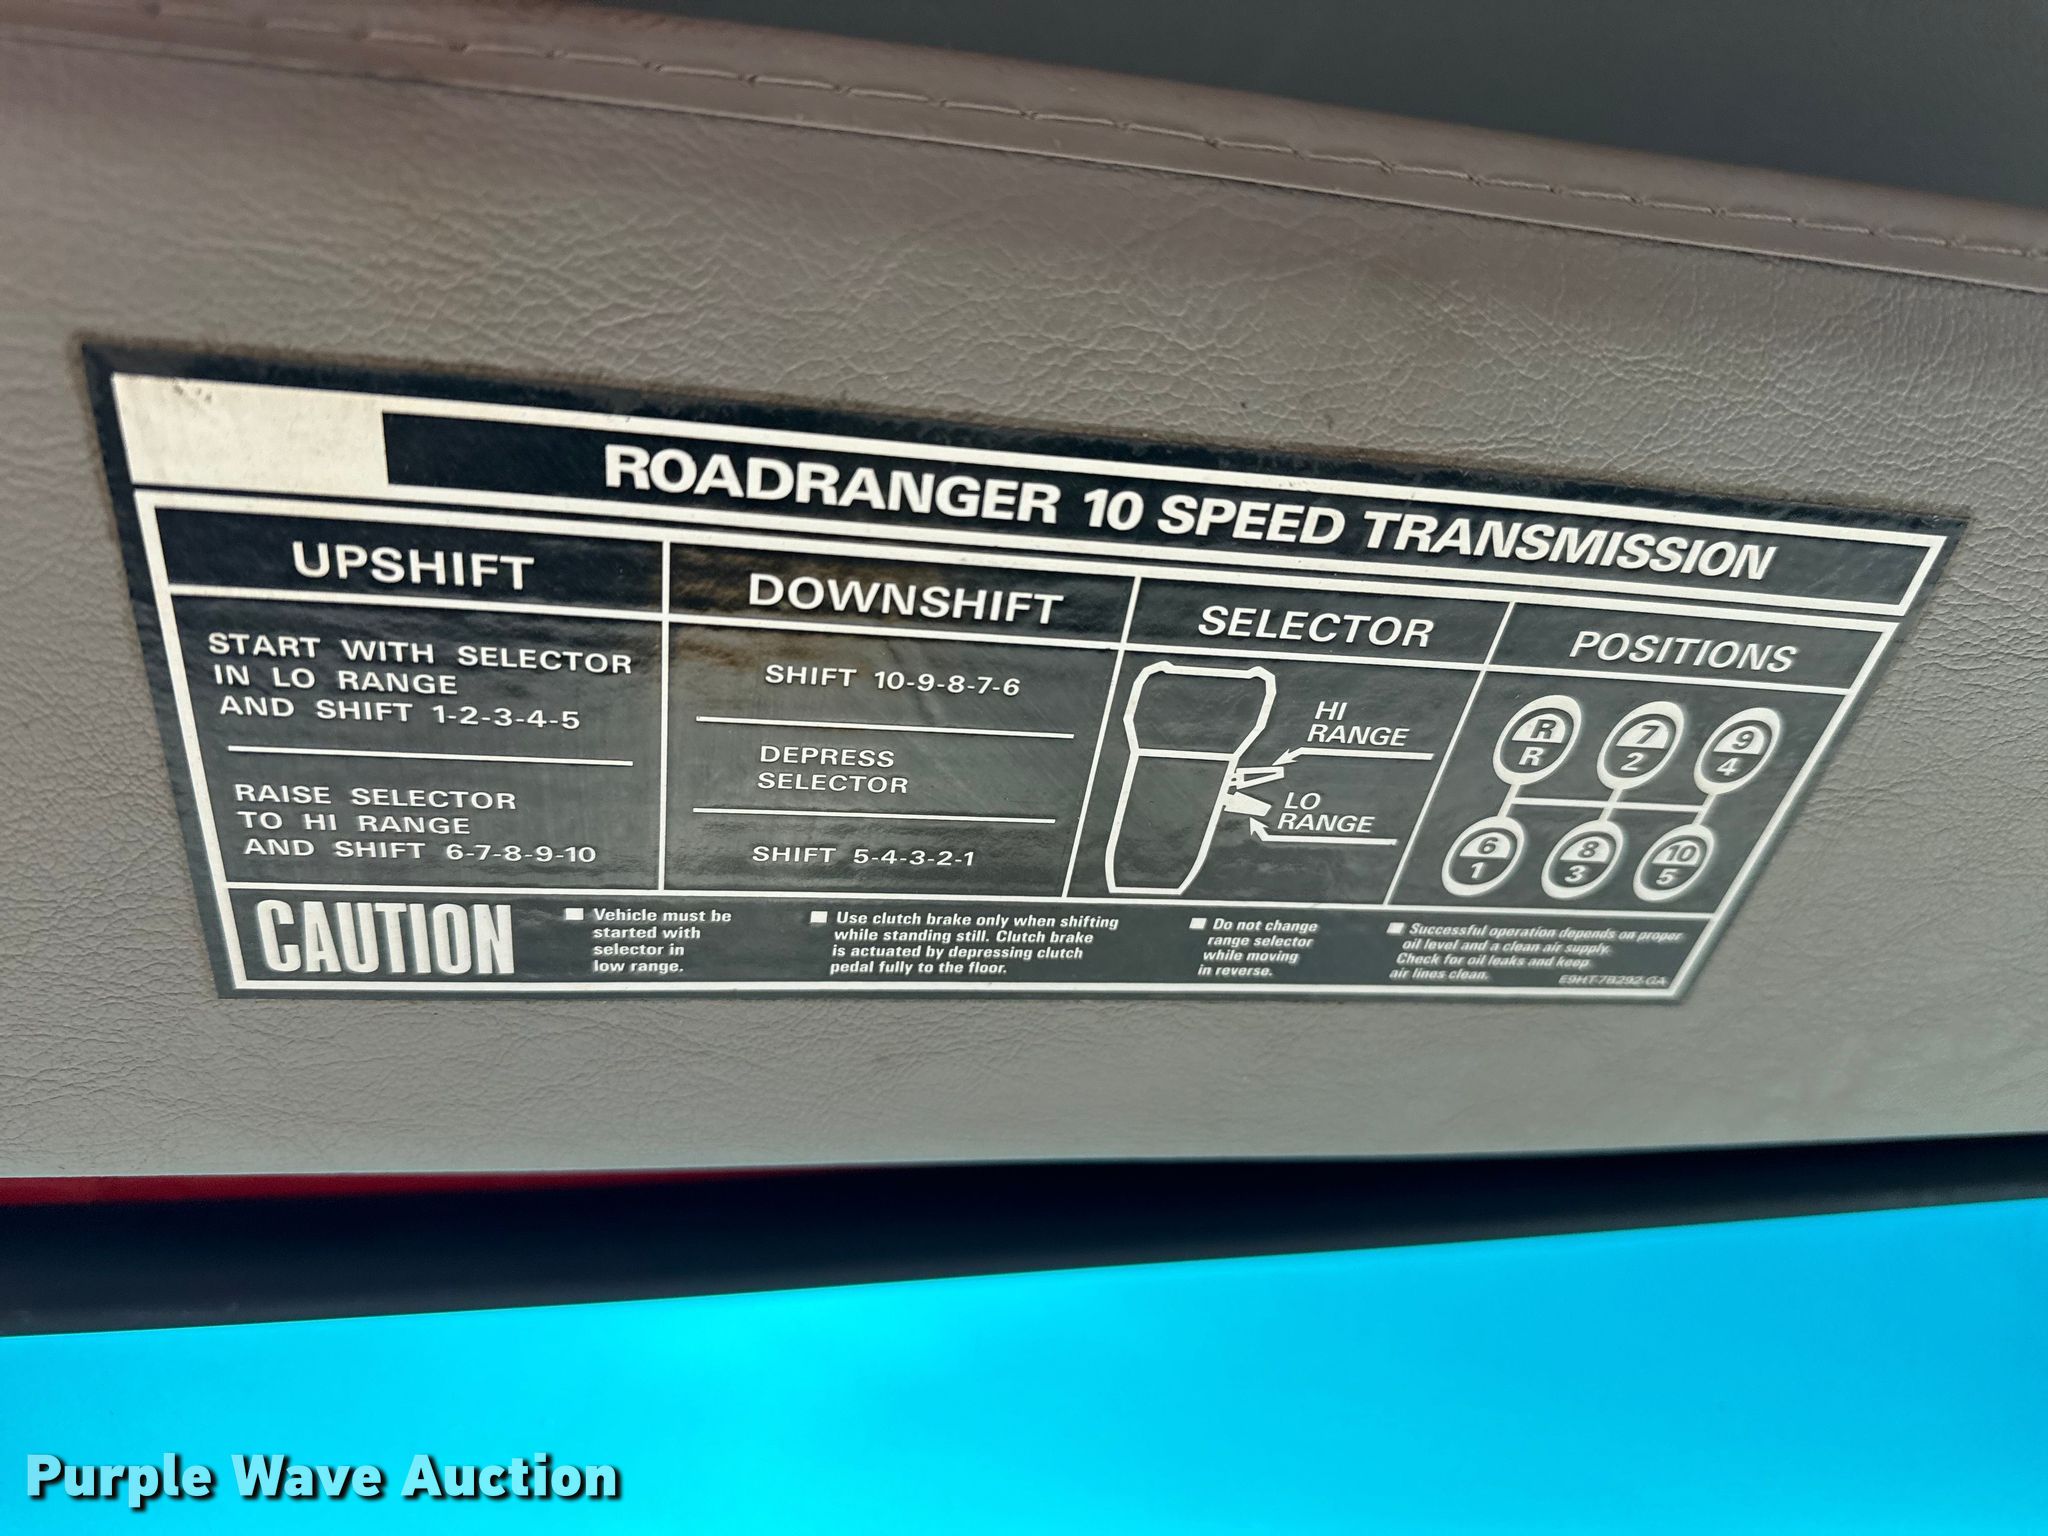 ROADRANGER 10 SPEED TRANSMISSION
UPSHIFT
START WITH SELECTOR
IN LO RANGE
AND SHIFT 1-2-3-4-5
RAISE SELECTOR
TO HI RANGE
AND SHIFT 6-7-8-9-10
DOWNSHIFT
SHIFT 10-9-8-7-6
DEPRESS
SELECTOR
SHIFT 5-4-3-2-1
SELECTOR
HI
RANGE
LO
RANGE
POSITIONS
R 7 9
R 2 4
6 8 10
1 3 5
CAUTION
Vehicle must be
started with
selector in
low range.
Use clutch brake only when shifting
while standing still. Clutch brake
is actuated by depressing clutch
pedal fully to the floor.
Do not change
range selector
while moving
in reverse.
Successful operation depends on proper
oil level and a clean air supply.
Check for oil leaks and keep
air lines clean.
E9HT-7B292-GA
Purple Wave Auction